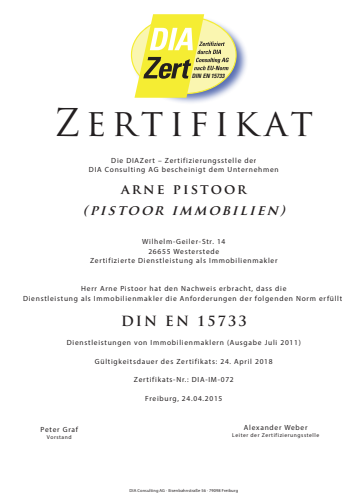 DIA
Zert
Zertifiziert
durch DIA
Consulting AG
nach EU-Norm
DIN EN 15733
ZERTIFIKAT
Die DIAZert – Zertifizierungsstelle der
DIA Consulting AG bescheinigt dem Unternehmen
ARNE PISTOOR
(PISTOOR IMMOBILIEN)
Wilhelm-Geiler-Str. 14
26655 Westerstede
Zertifizierte Dienstleistung als Immobilienmakler
Herr Arne Pistoor hat den Nachweis erbracht, dass die
Dienstleistung als Immobilienmakler die Anforderungen der folgenden Norm erfüllt
DIN EN 15733
Dienstleistungen von Immobilienmaklern (Ausgabe Juli 2011)
Gültigkeitsdauer des Zertifikats: 24. April 2018
Zertifikats-Nr.: DIA-IM-072
Freiburg, 24.04.2015
Peter Graf
Vorstand
Alexander Weber
Leiter der Zertifizierungsstelle
DIA Consulting AG · Eisenbahnstraße 56 · 79098 Freiburg